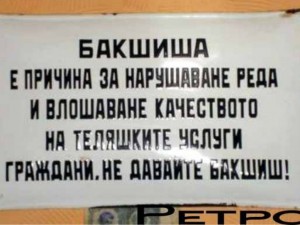 БАКШИША
Е ПРИЧИНА ЗА НАРУШАВАНЕ РЕДА
И ВЛОШАВАНЕ КАЧЕСТВОТО
НА ТЕЛЯШКИТЕ УСЛУГИ
ГРАЖДАНИ. НЕ ДАВАЙТЕ БАКШИШ!
РЕТРО